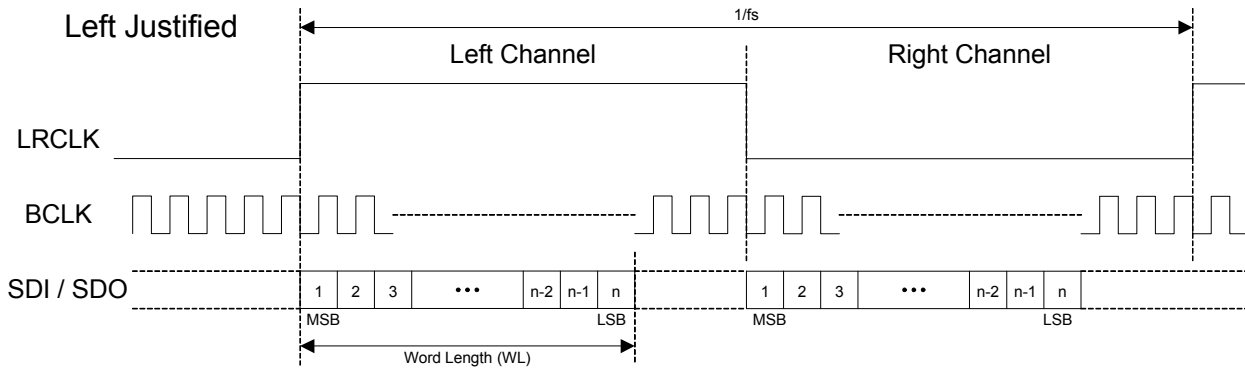 Left Justified
1/fs
Left Channel Right Channel
LRCLK
BCLK
SDI / SDO
1 2 3 ••• n-2 n-1 n 1 2 3 ••• n-2 n-1 n
MSB LSB MSB LSB
Word Length (WL)